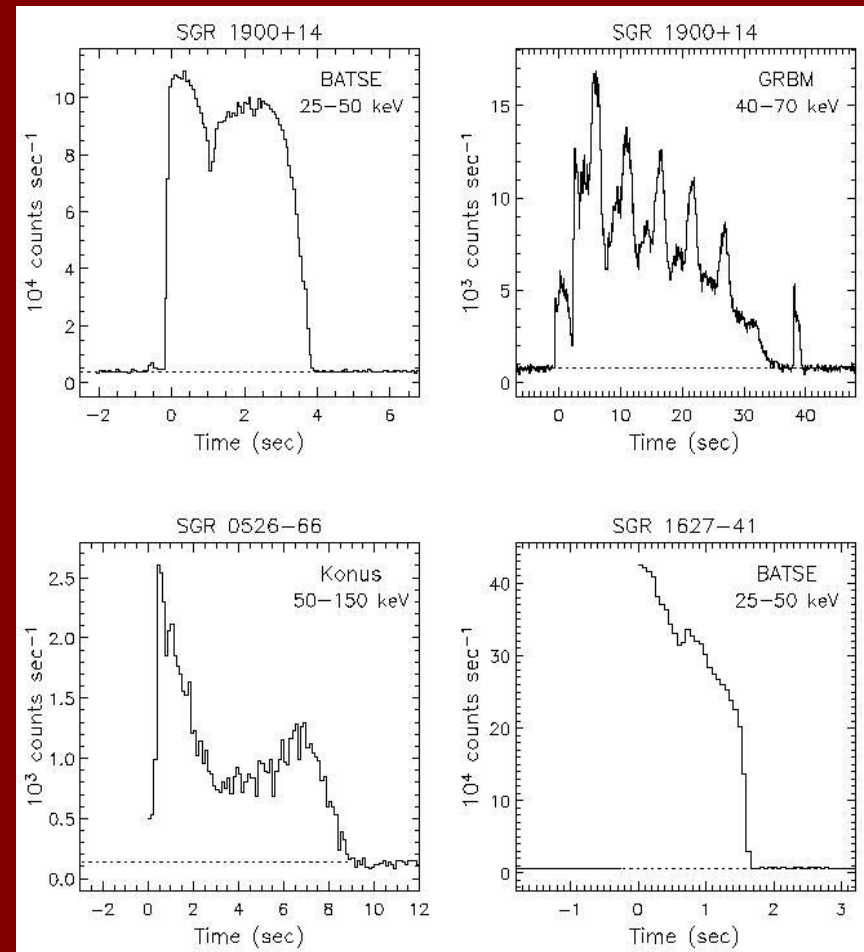 SGR 1900+14
BATSE
25−50 keV
10⁴ counts sec⁻¹
10
8
6
4
2
0
−2 0 2 4 6
Time (sec)
SGR 1900+14
GRBM
40−70 keV
10³ counts sec⁻¹
15
10
5
0
0 10 20 30 40
Time (sec)
SGR 0526−66
Konus
50−150 keV
10³ counts sec⁻¹
2.5
2.0
1.5
1.0
0.5
0.0
−2 0 2 4 6 8 10 12
Time (sec)
SGR 1627−41
BATSE
25−50 keV
10⁴ counts sec⁻¹
40
30
20
10
0
−1 0 1 2 3
Time (sec)